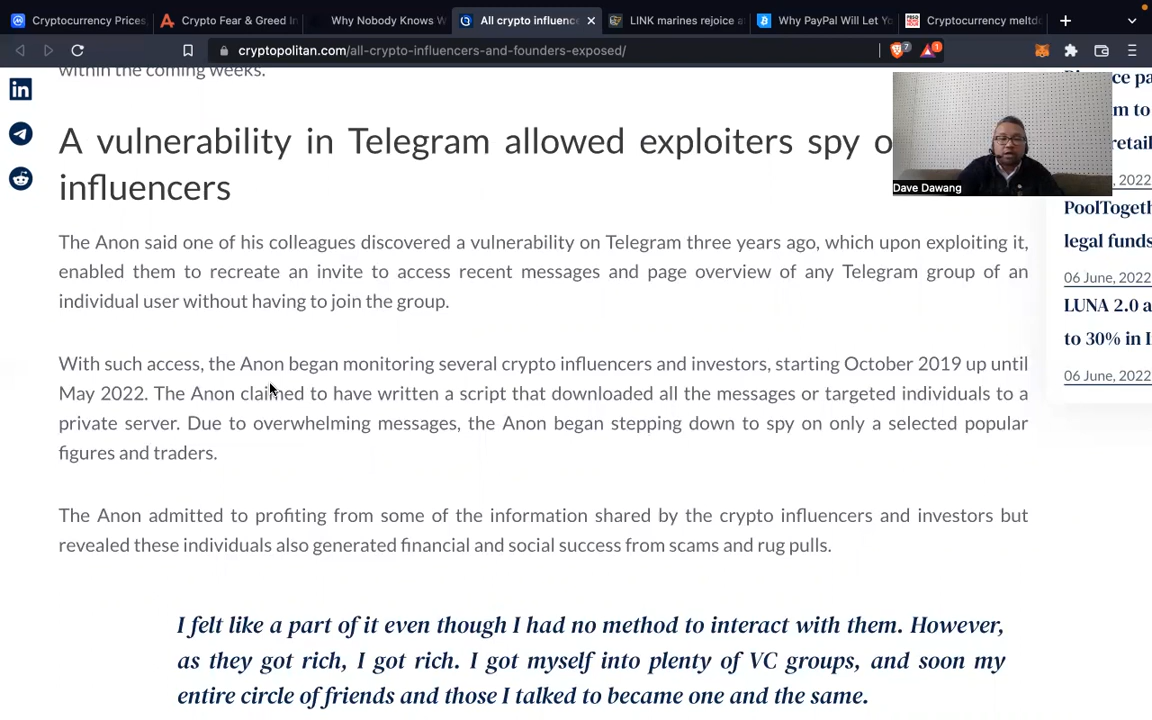 Cryptocurrency Prices,
Crypto Fear & Greed In
Why Nobody Knows W
All crypto influenc
LINK marines rejoice a
Why PayPal Will Let Yo
Cryptocurrency meltd
cryptopolitan.com/all-crypto-influencers-and-founders-exposed/
7
1
within the coming weeks.
A vulnerability in Telegram allowed exploiters spy o
influencers
Dave Dawang
The Anon said one of his colleagues discovered a vulnerability on Telegram three years ago, which upon exploiting it,
enabled them to recreate an invite to access recent messages and page overview of any Telegram group of an
individual user without having to join the group.
With such access, the Anon began monitoring several crypto influencers and investors, starting October 2019 up until
May 2022. The Anon claimed to have written a script that downloaded all the messages or targeted individuals to a
private server. Due to overwhelming messages, the Anon began stepping down to spy on only a selected popular
figures and traders.
The Anon admitted to profiting from some of the information shared by the crypto influencers and investors but
revealed these individuals also generated financial and social success from scams and rug pulls.
I felt like a part of it even though I had no method to interact with them. However,
as they got rich, I got rich. I got myself into plenty of VC groups, and soon my
entire circle of friends and those I talked to became one and the same.
ce pa
m to
retail
, 2022
PoolTogeth
legal funds
06 June, 2022
LUNA 2.0 a
to 30% in
06 June, 2022